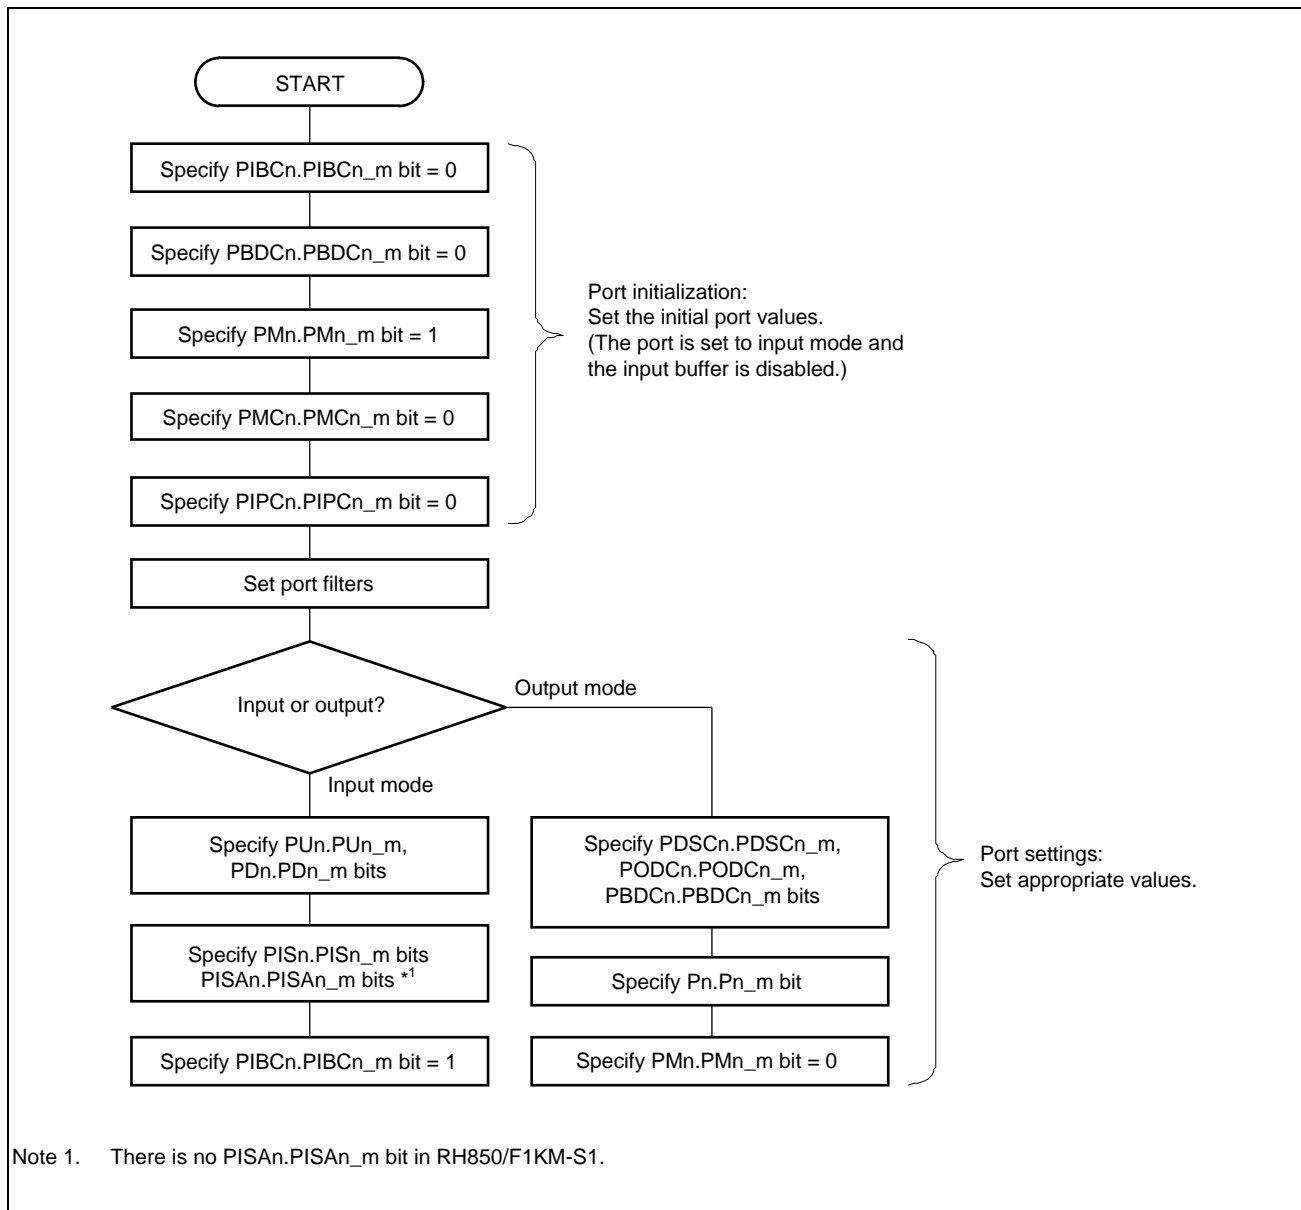 START
Specify PIBCn.PIBCn_m bit = 0
Specify PBDCn.PBDCn_m bit = 0
Specify PMn.PMn_m bit = 1
Specify PMCn.PMCn_m bit = 0
Specify PIPCn.PIPCn_m bit = 0
Port initialization:
Set the initial port values.
(The port is set to input mode and
the input buffer is disabled.)
Set port filters
Input or output?
Output mode
Input mode
Specify PUn.PUn_m,
PDn.PDn_m bits
Specify PISn.PISn_m bits
PISAn.PISAn_m bits *1
Specify PIBCn.PIBCn_m bit = 1
Specify PDSCn.PDSCn_m,
PODCn.PODCn_m,
PBDCn.PBDCn_m bits
Specify Pn.Pn_m bit
Specify PMn.PMn_m bit = 0
Port settings:
Set appropriate values.
Note 1. There is no PISAn.PISAn_m bit in RH850/F1KM-S1.